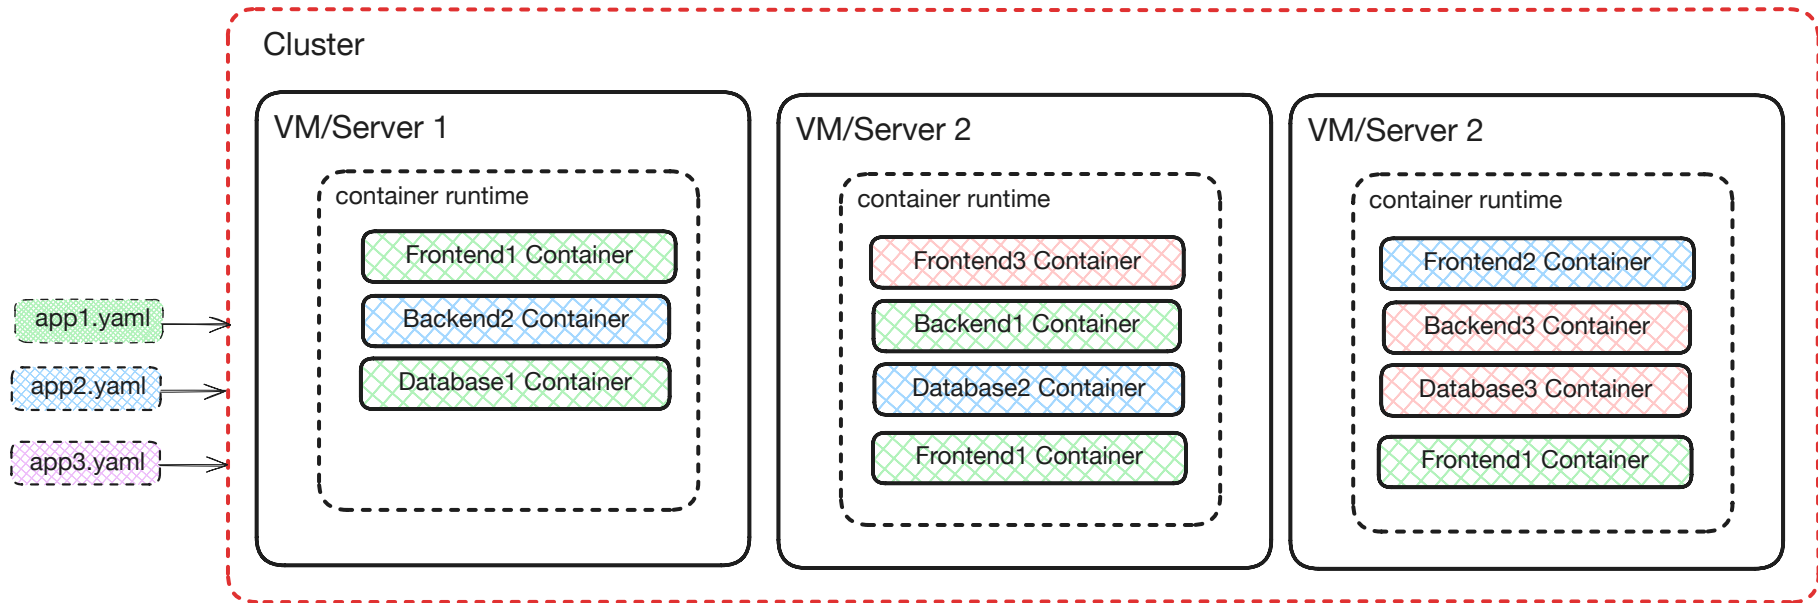 Cluster
VM/Server 1
container runtime
Frontend1 Container
Backend2 Container
Database1 Container
VM/Server 2
container runtime
Frontend3 Container
Backend1 Container
Database2 Container
Frontend1 Container
VM/Server 2
container runtime
Frontend2 Container
Backend3 Container
Database3 Container
Frontend1 Container
app1.yaml
app2.yaml
app3.yaml